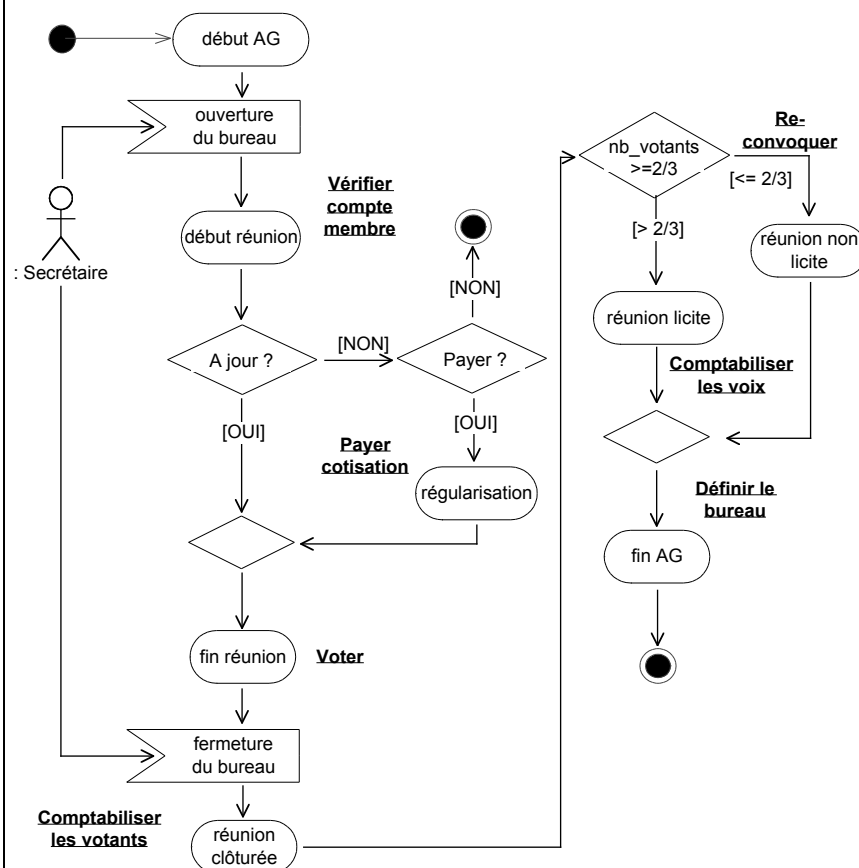 début AG
ouverture
du bureau
: Secrétaire
début réunion
Vérifier
compte
membre
A jour ?
[NON]
Payer ?
[NON]
[OUI]
[OUI]
Payer
cotisation
régularisation
fin réunion
Voter
fermeture
du bureau
Comptabiliser
les votants
réunion
clôturée
nb_votants
>=2/3
Re-
convoquer
[<= 2/3]
[> 2/3]
réunion non
licite
réunion licite
Comptabiliser
les voix
Définir le
bureau
fin AG